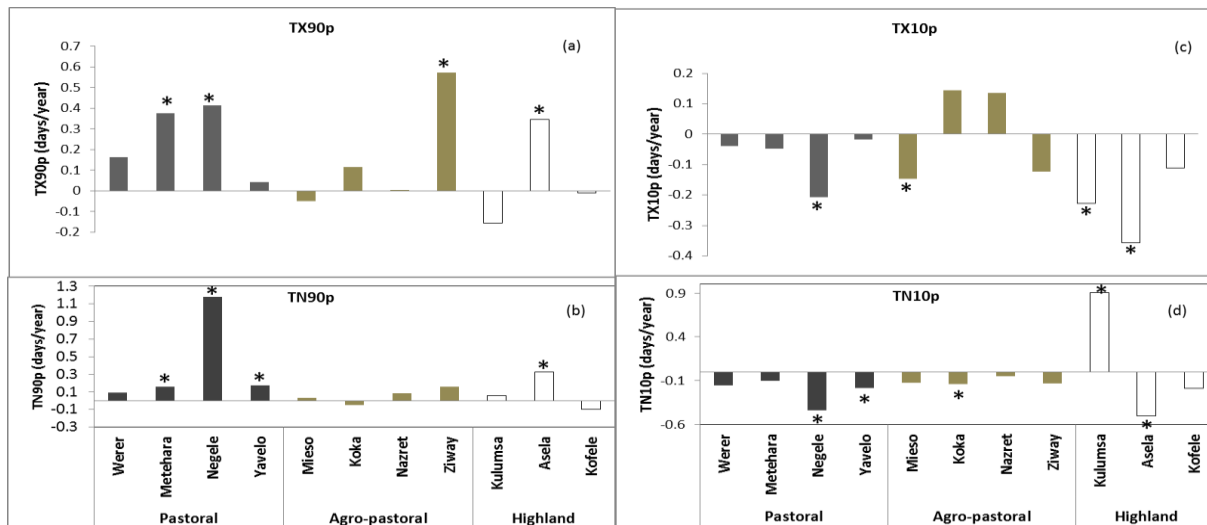 TX90p
(a)
TX90p (days/year)
0.7
0.6
0.5
0.4
0.3
0.2
0.1
0
-0.1
-0.2
*
*
*
*
TN90p
(b)
TN90p (days/year)
1.3
1.1
0.9
0.7
0.5
0.3
0.1
-0.1
-0.3
*
*
*
*
Werer
Metehara
Negele
Yavelo
Mieso
Koka
Nazret
Ziway
Kulumsa
Asela
Kofele
Pastoral
Agro-pastoral
Highland
TX10p
(c)
TX10p (days/year)
0.2
0.1
0
-0.1
-0.2
-0.3
-0.4
*
*
*
*
TN10p
(d)
TN10p (days/year)
0.9
0.4
-0.1
-0.6
*
*
*
*
*
Werer
Metehara
Negele
Yavelo
Mieso
Koka
Nazret
Ziway
Kulumsa
Asela
Kofele
Pastoral
Agro-pastoral
Highland